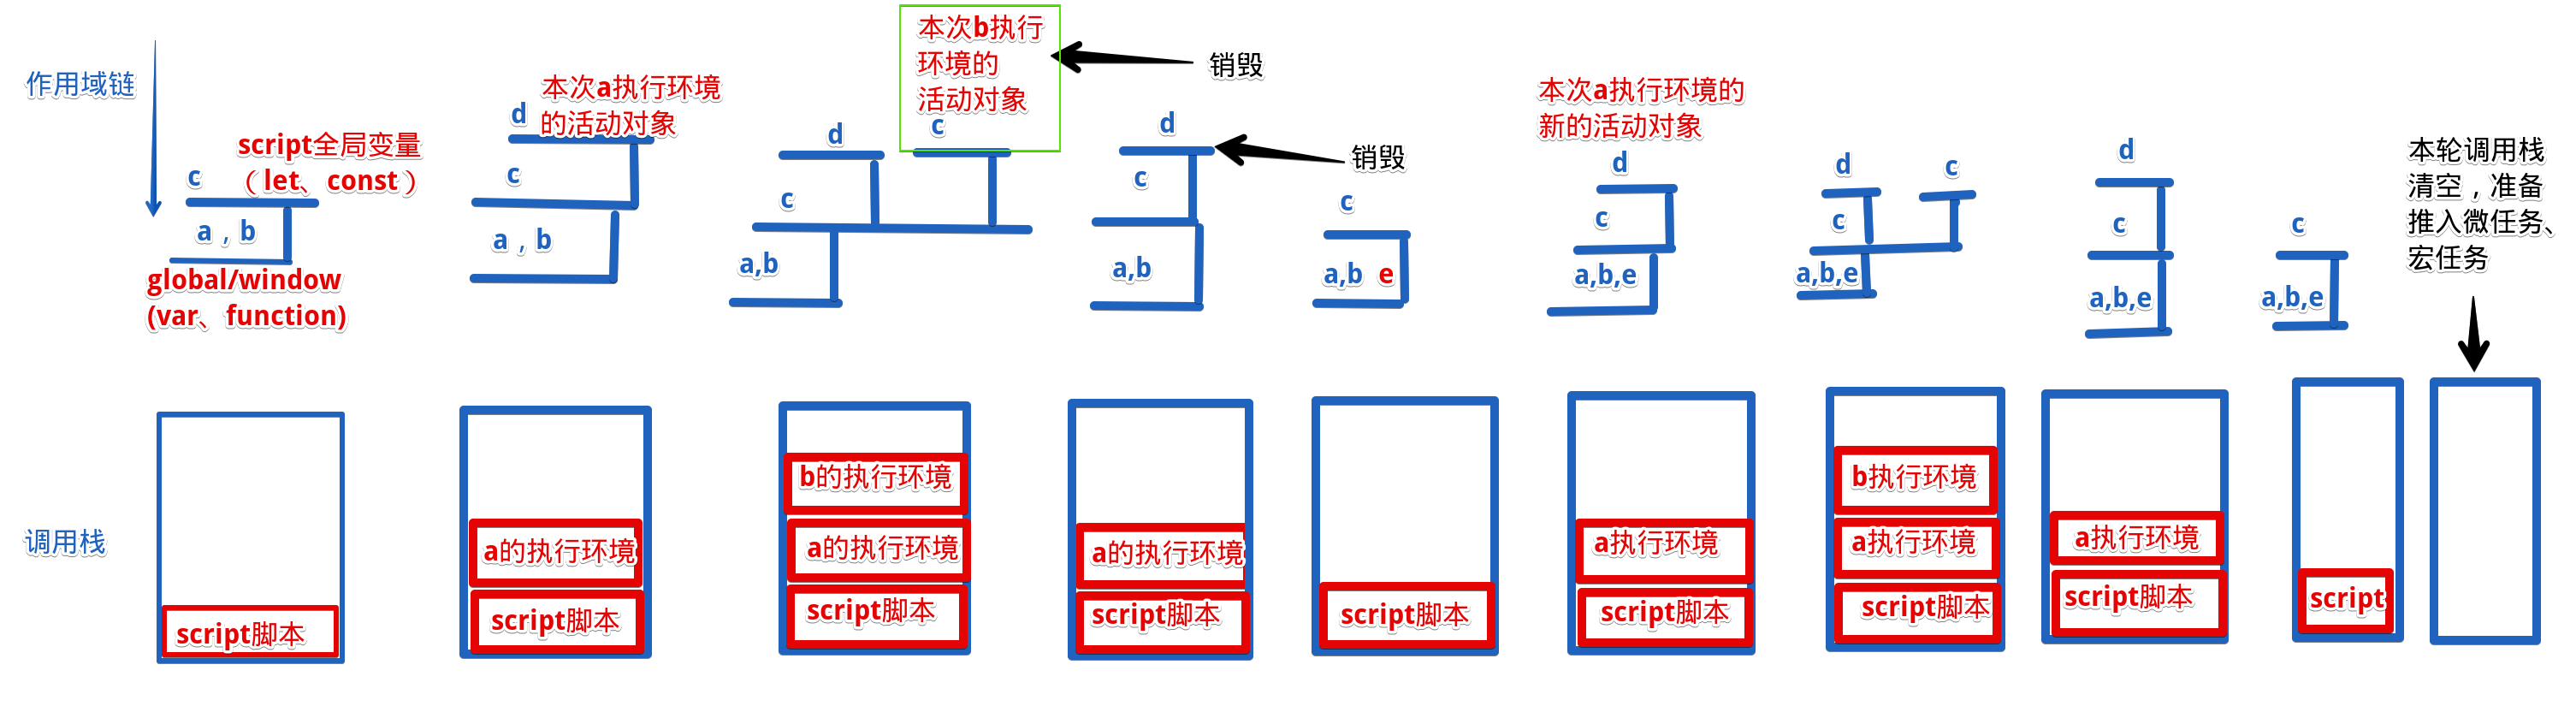 作用域链
c
script全局变量
（let、const）
a，b
global/window
(var、function)
d
本次a执行环境
的活动对象
c
a，b
d
c
a,b
本次b执行
环境的
活动对象
c
销毁
d
c
a,b
销毁
c
a,b e
本次a执行环境的
新的活动对象
d
c
a,b,e
d
c
c
a,b,e
d
c
a,b,e
c
a,b,e
本轮调用栈
清空，准备
推入微任务、
宏任务
调用栈
script脚本
a的执行环境
script脚本
b的执行环境
a的执行环境
script脚本
a的执行环境
script脚本
script脚本
a执行环境
script脚本
b执行环境
a执行环境
script脚本
a执行环境
script脚本
script